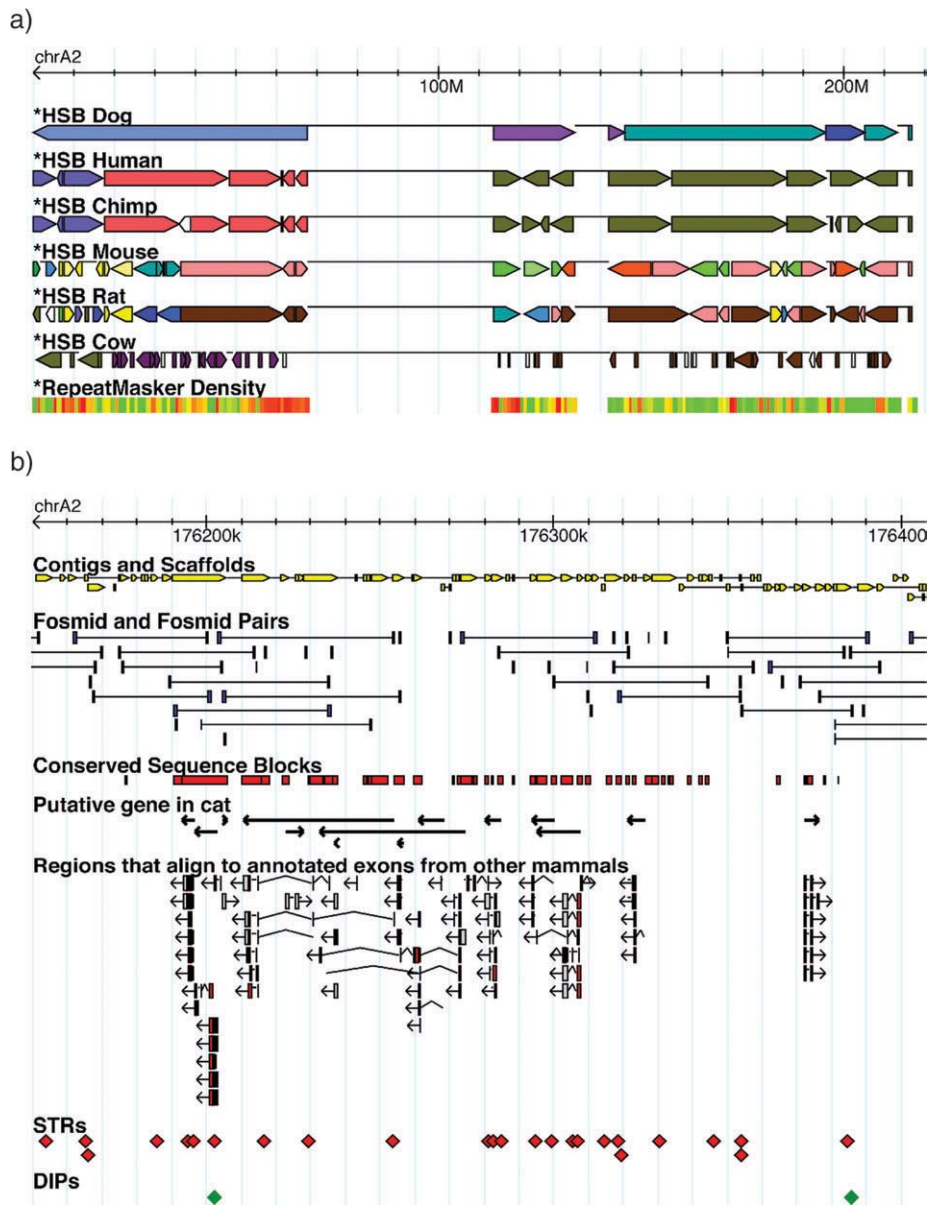 a)
chrA2
100M
200M
*HSB Dog
*HSB Human
*HSB Chimp
*HSB Mouse
*HSB Rat
*HSB Cow
*RepeatMasker Density
b)
chrA2
176200k
176300k
176400
Contigs and Scaffolds
Fosmid and Fosmid Pairs
Conserved Sequence Blocks
Putative gene in cat
Regions that align to annotated exons from other mammals
STRs
DIPs